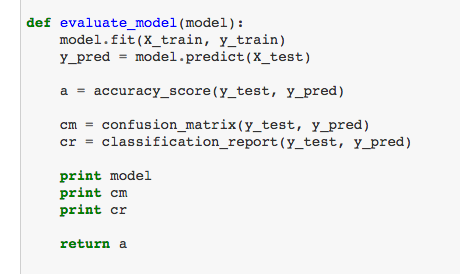 def evaluate_model(model):
    model.fit(X_train, y_train)
    y_pred = model.predict(X_test)
    a = accuracy_score(y_test, y_pred)
    cm = confusion_matrix(y_test, y_pred)
    cr = classification_report(y_test, y_pred)
    print model
    print cm
    print cr
    return a